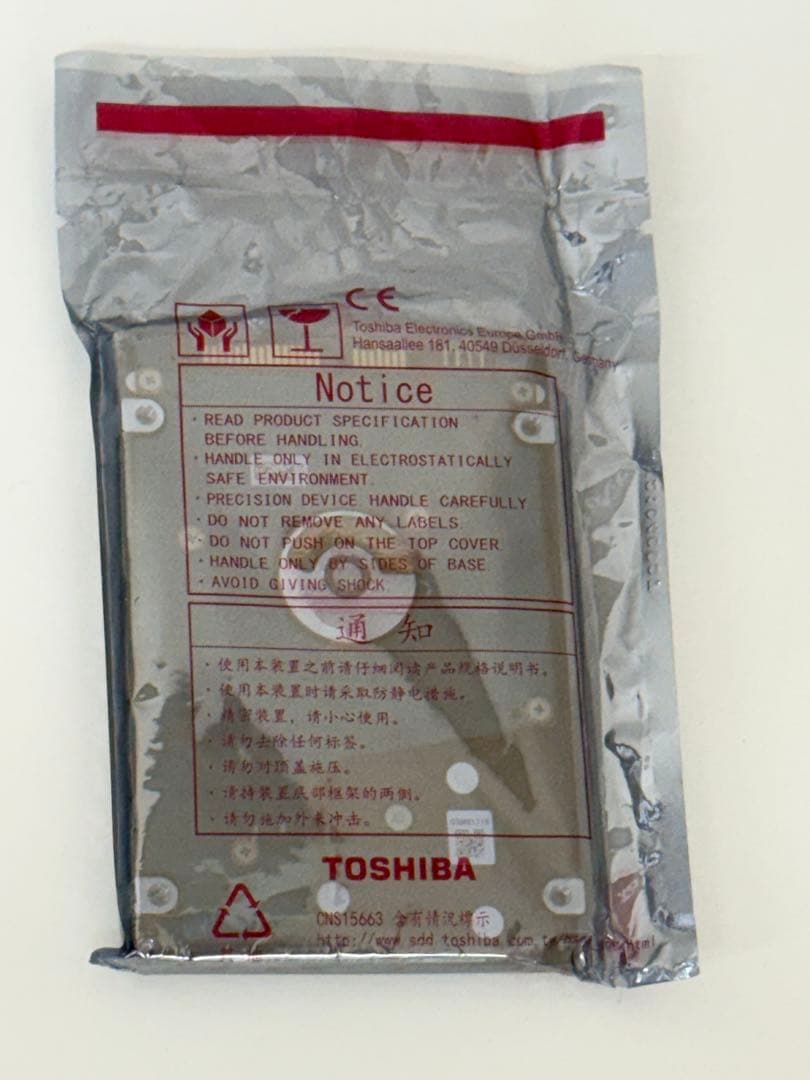 CE
Toshiba Electronics Europe GmbH
Hansaallee 181, 40549 Düsseldorf, Germany
Notice
・READ PRODUCT SPECIFICATION
BEFORE HANDLING.
・HANDLE ONLY IN ELECTROSTATICALLY
SAFE ENVIRONMENT.
・PRECISION DEVICE HANDLE CAREFULLY
・DO NOT REMOVE ANY LABELS.
・DO NOT PUSH ON THE TOP COVER.
・HANDLE ONLY BY SIDES OF BASE
・AVOID GIVING SHOCK.
通 知
・使用本装置之前请仔细阅读产品规格说明书。
・使用本装置时请采取防静电措施。
・精密装置，请小心使用。
・请勿去除任何标签。
・请勿对顶盖施压。
・请持装置底部框架的两侧。
・请勿施加外来冲击。
TOSHIBA
CNS15663 含有情況標示